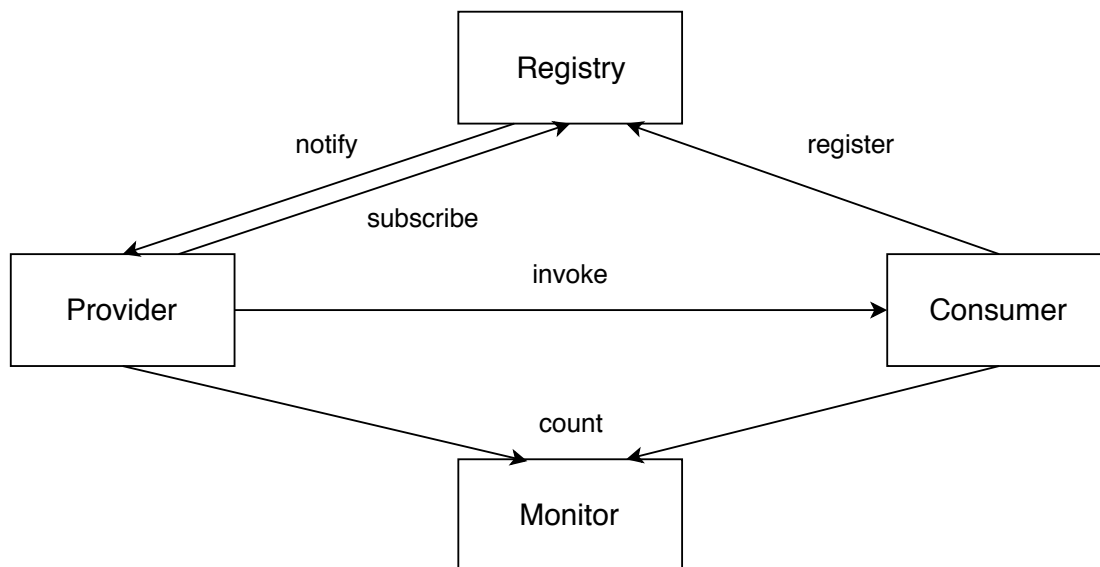 Registry
notify
register
subscribe
invoke
Provider
Consumer
count
Monitor